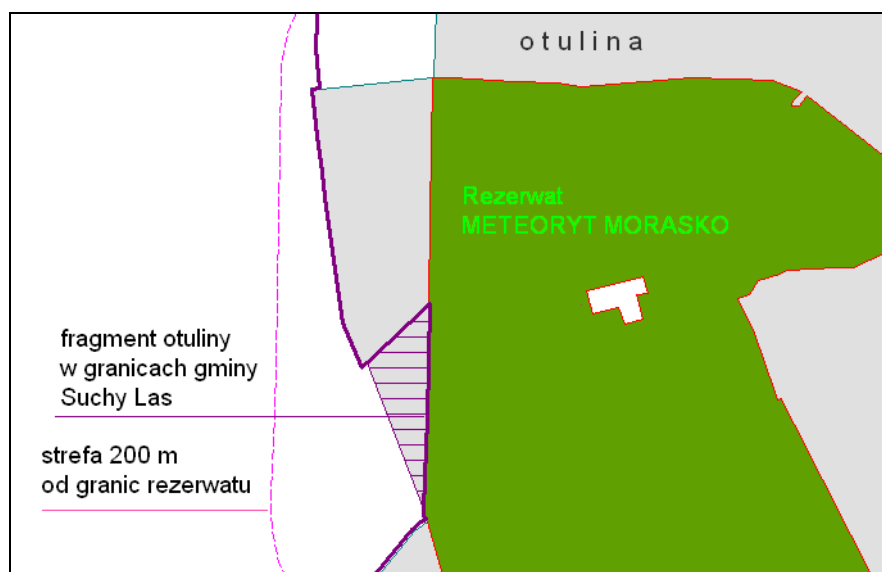 otulina
Rezerwat
METEORYT MORASKO
fragment otuliny
w granicach gminy
Suchy Las
strefa 200 m
od granic rezerwatu